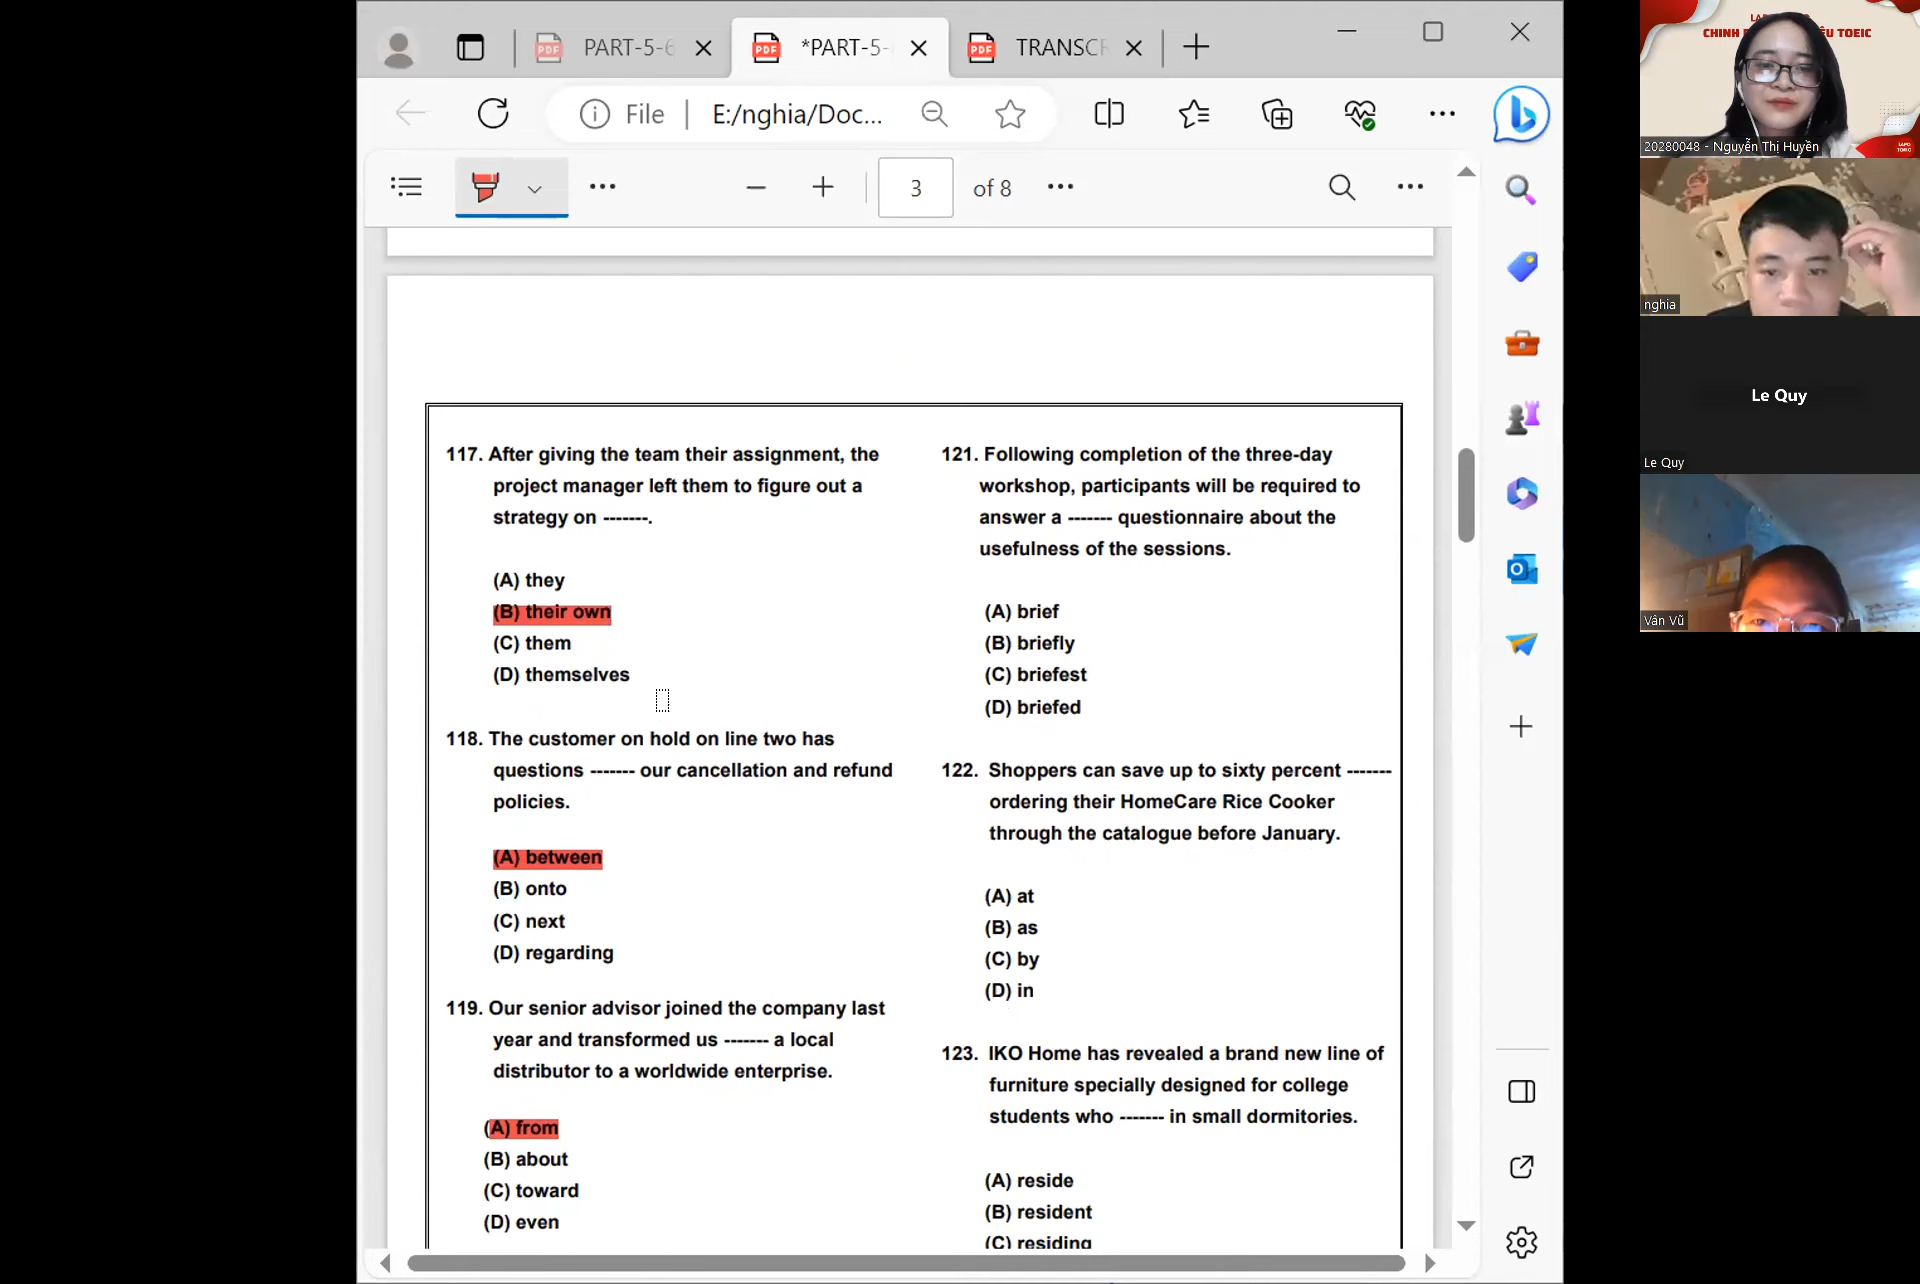 PART-5-6
*PART-5-
TRANSCR
File
E:/nghia/Doc...
3
of 8
117. After giving the team their assignment, the
project manager left them to figure out a
strategy on -------.
(A) they
(B) their own
(C) them
(D) themselves
118. The customer on hold on line two has
questions ------- our cancellation and refund
policies.
(A) between
(B) onto
(C) next
(D) regarding
119. Our senior advisor joined the company last
year and transformed us ------- a local
distributor to a worldwide enterprise.
(A) from
(B) about
(C) toward
(D) even
121. Following completion of the three-day
workshop, participants will be required to
answer a ------- questionnaire about the
usefulness of the sessions.
(A) brief
(B) briefly
(C) briefest
(D) briefed
122. Shoppers can save up to sixty percent -------
ordering their HomeCare Rice Cooker
through the catalogue before January.
(A) at
(B) as
(C) by
(D) in
123. IKO Home has revealed a brand new line of
furniture specially designed for college
students who ------- in small dormitories.
(A) reside
(B) resident
(C) residing
CHINH
TOEIC
20280048 - Nguyễn Thị Huyền
nghia
Le Quy
Le Quy
Vân Vũ